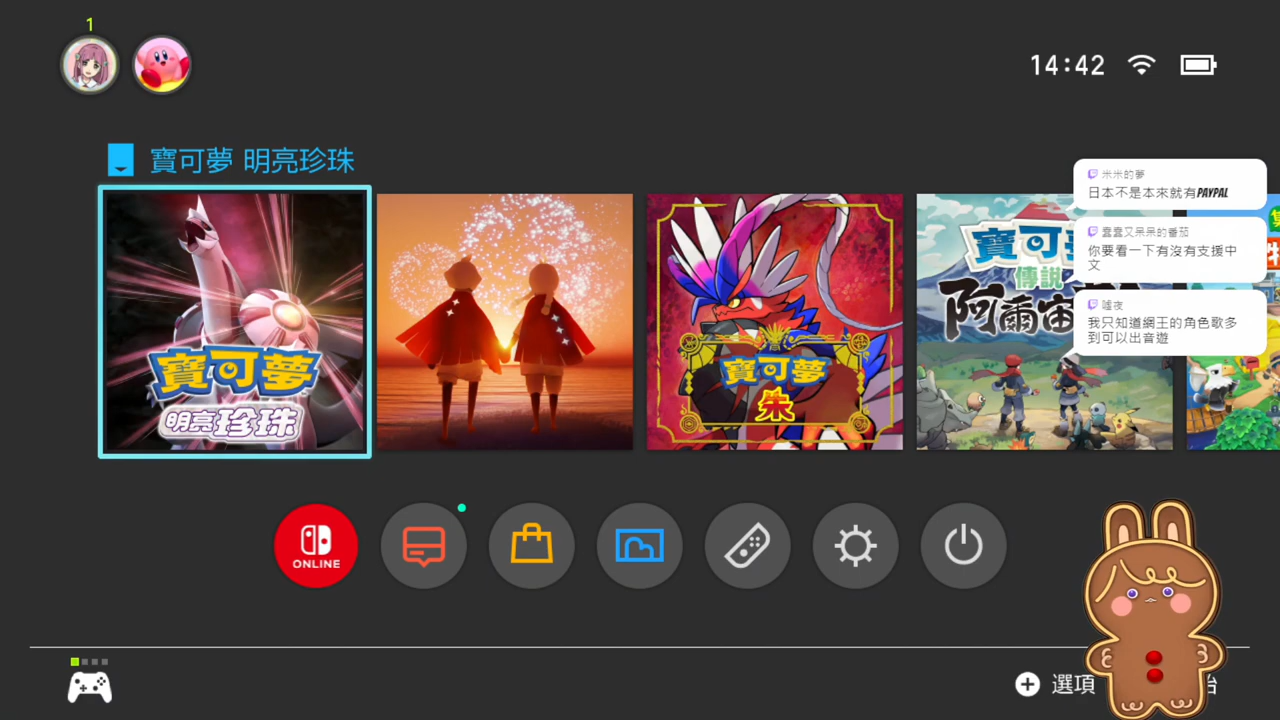 1
14:42
寶可夢 明亮珍珠
寶可夢
明亮珍珠
寶可夢
朱
寶可
傳說
阿爾宙
米米的夢
日本不是本來就有PAYPAL
蠢蠢又呆呆的番茄
你要看一下有沒有支援中
文
噓夜
我只知道網王的角色歌多
到可以出音遊
ONLINE
選項